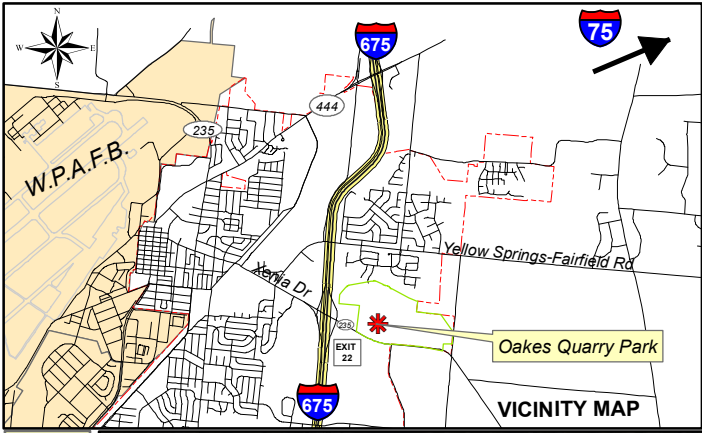 N
W
E
S
675
75
444
235
W.P.A.F.B.
Yellow Springs-Fairfield Rd
Xenia Dr
235
EXIT
22
Oakes Quarry Park
675
VICINITY MAP